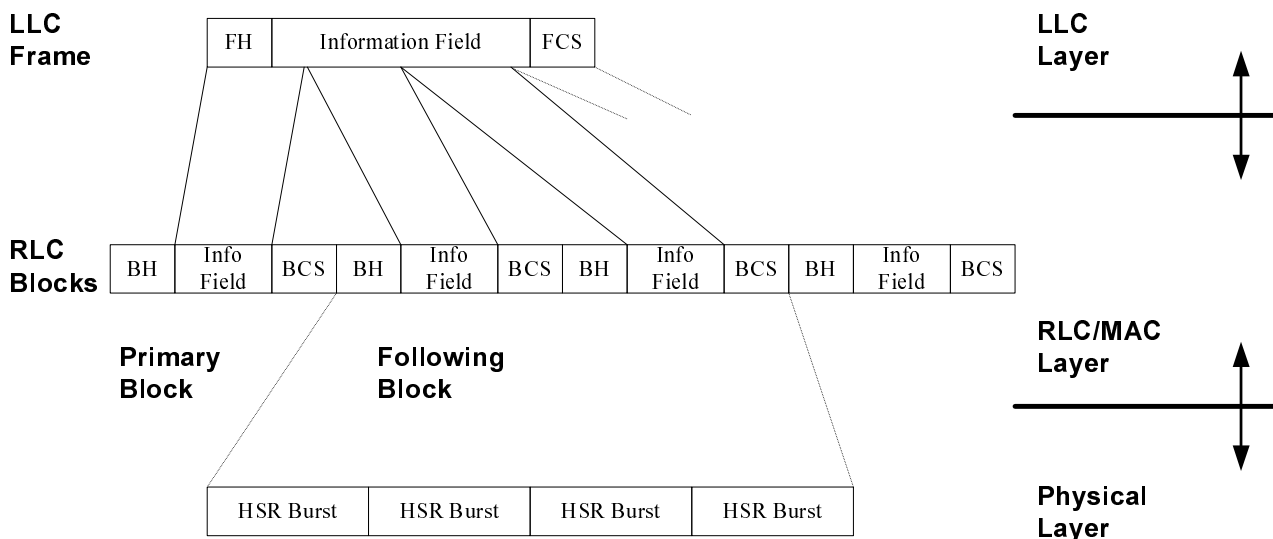 LLC
Frame
FH
Information Field
FCS
LLC
Layer
RLC
Blocks
BH
Info
Field
BCS
BH
Info
Field
BCS
BH
Info
Field
BCS
BH
Info
Field
BCS
Primary
Block
Following
Block
RLC/MAC
Layer
HSR Burst
HSR Burst
HSR Burst
HSR Burst
Physical
Layer